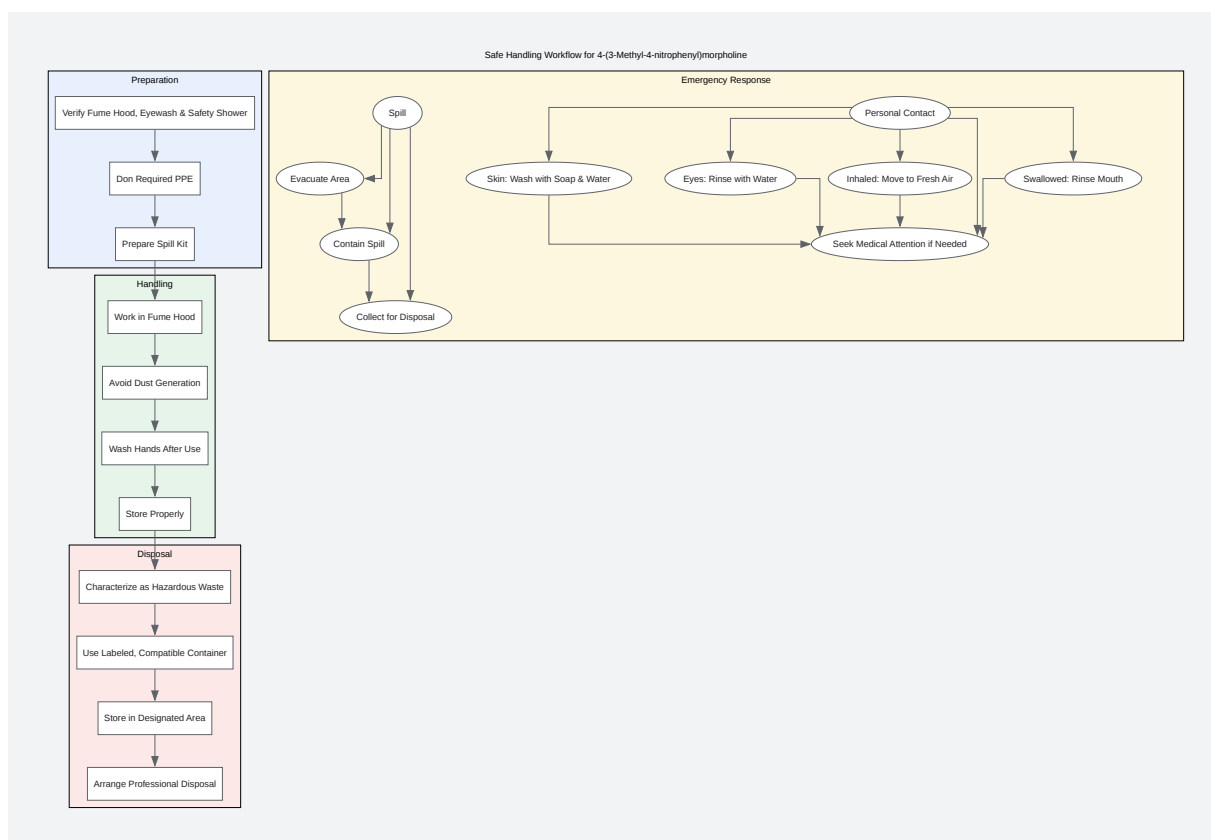 Safe Handling Workflow for 4-(3-Methyl-4-nitrophenyl)morpholine
Preparation
Verify Fume Hood, Eyewash & Safety Shower
Don Required PPE
Prepare Spill Kit
Handling
Work in Fume Hood
Avoid Dust Generation
Wash Hands After Use
Store Properly
Disposal
Characterize as Hazardous Waste
Use Labeled, Compatible Container
Store in Designated Area
Arrange Professional Disposal
Emergency Response
Spill
Evacuate Area
Contain Spill
Collect for Disposal
Personal Contact
Skin: Wash with Soap & Water
Eyes: Rinse with Water
Inhaled: Move to Fresh Air
Swallowed: Rinse Mouth
Seek Medical Attention if Needed